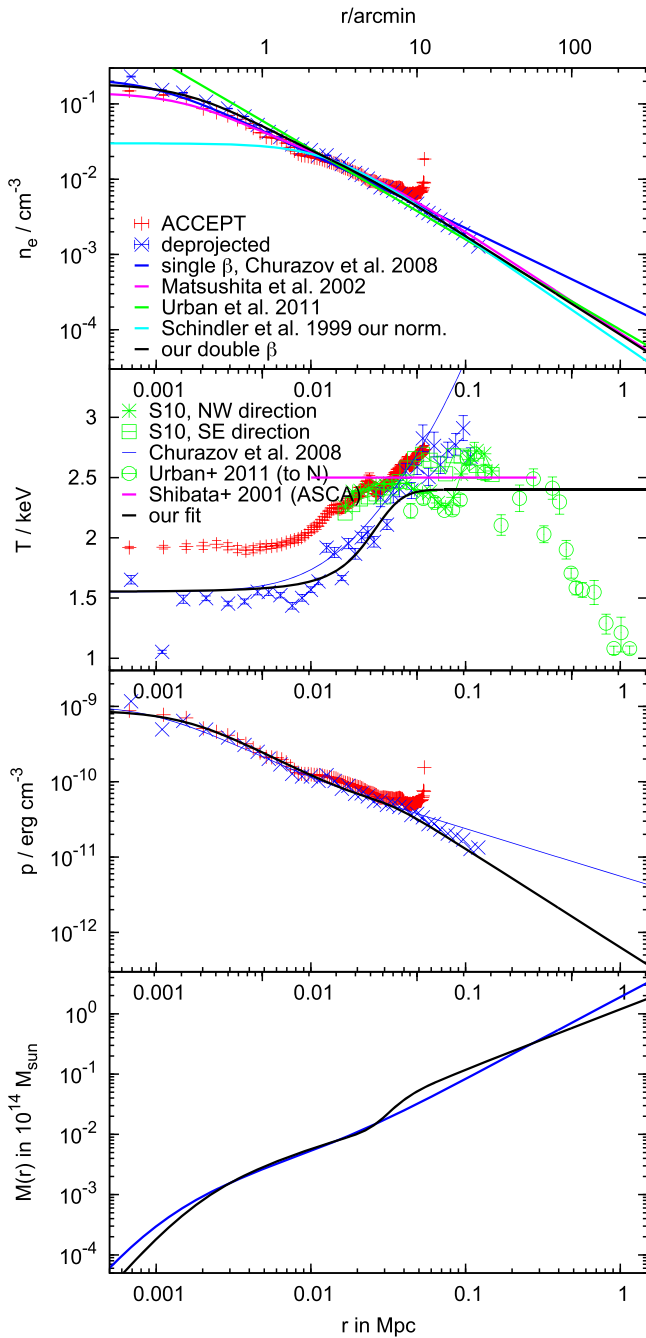 r/arcmin
1 10 100
10^-1
10^-2
10^-3
10^-4
n_e / cm^-3
ACCEPT
deprojected
single β, Churazov et al. 2008
Matsushita et al. 2002
Urban et al. 2011
Schindler et al. 1999 our norm.
our double β
0.001 0.01 0.1 1
3
2.5
2
1.5
1
T / keV
S10, NW direction
S10, SE direction
Churazov et al. 2008
Urban+ 2011 (to N)
Shibata+ 2001 (ASCA)
our fit
0.001 0.01 0.1 1
10^-9
10^-10
10^-11
10^-12
p / erg cm^-3
0.001 0.01 0.1 1
10^0
10^-1
10^-2
10^-3
10^-4
M(r) in 10^14 M_sun
0.001 0.01 0.1 1
r in Mpc